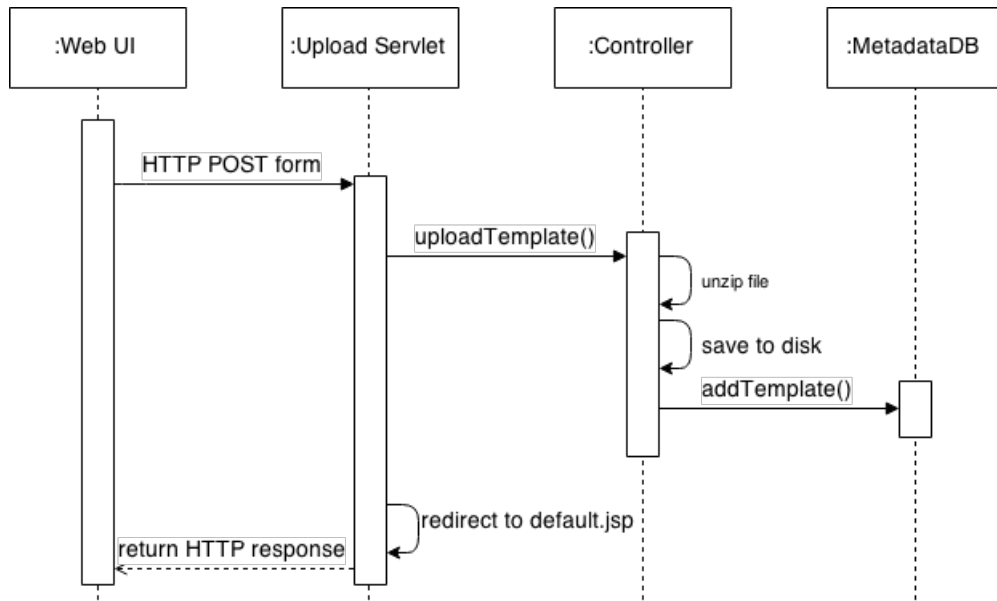 :Web UI
:Upload Servlet
:Controller
:MetadataDB
HTTP POST form
uploadTemplate()
unzip file
save to disk
addTemplate()
redirect to default.jsp
return HTTP response